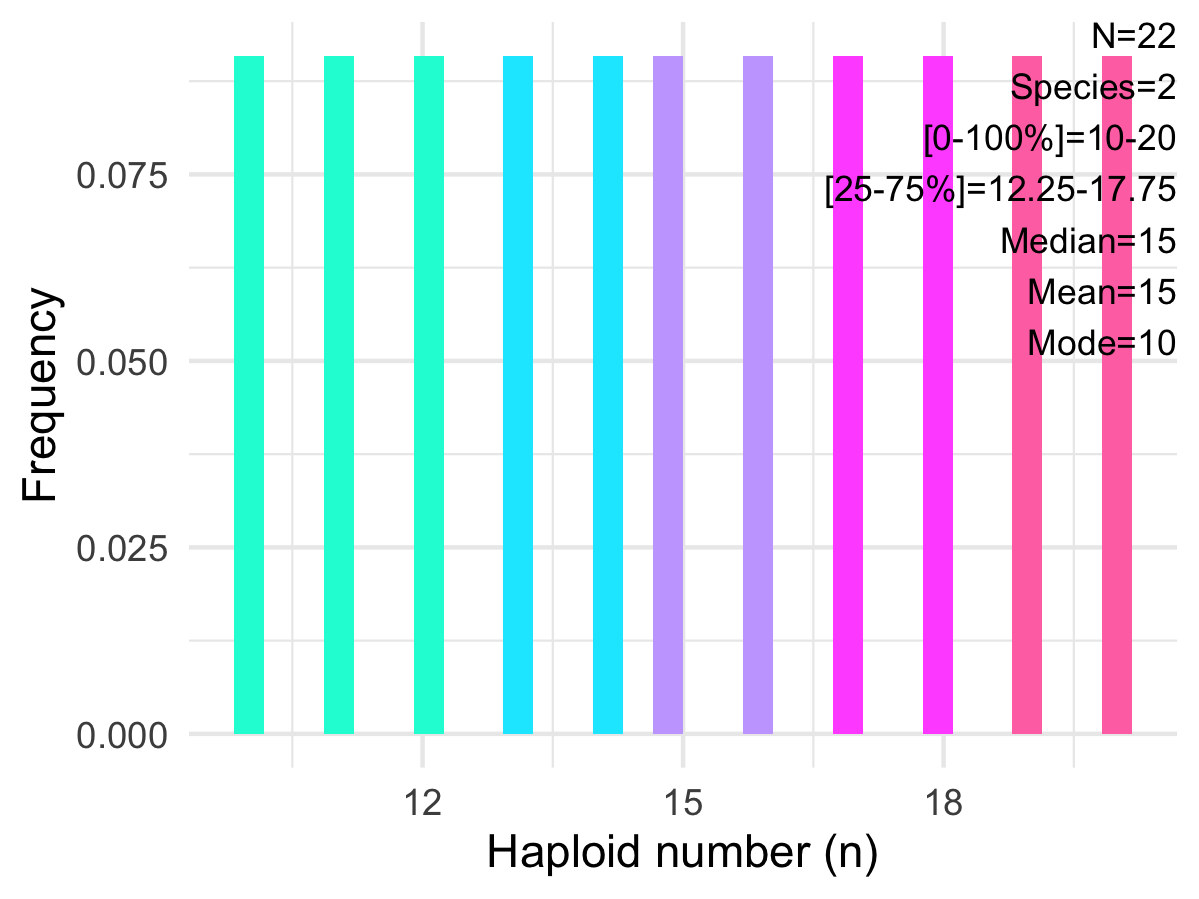 N=22
Species=2
[0-100%]=10-20
[25-75%]=12.25-17.75
Median=15
Mean=15
Mode=10
Frequency
0.075
0.050
0.025
0.000
12 15 18
Haploid number (n)